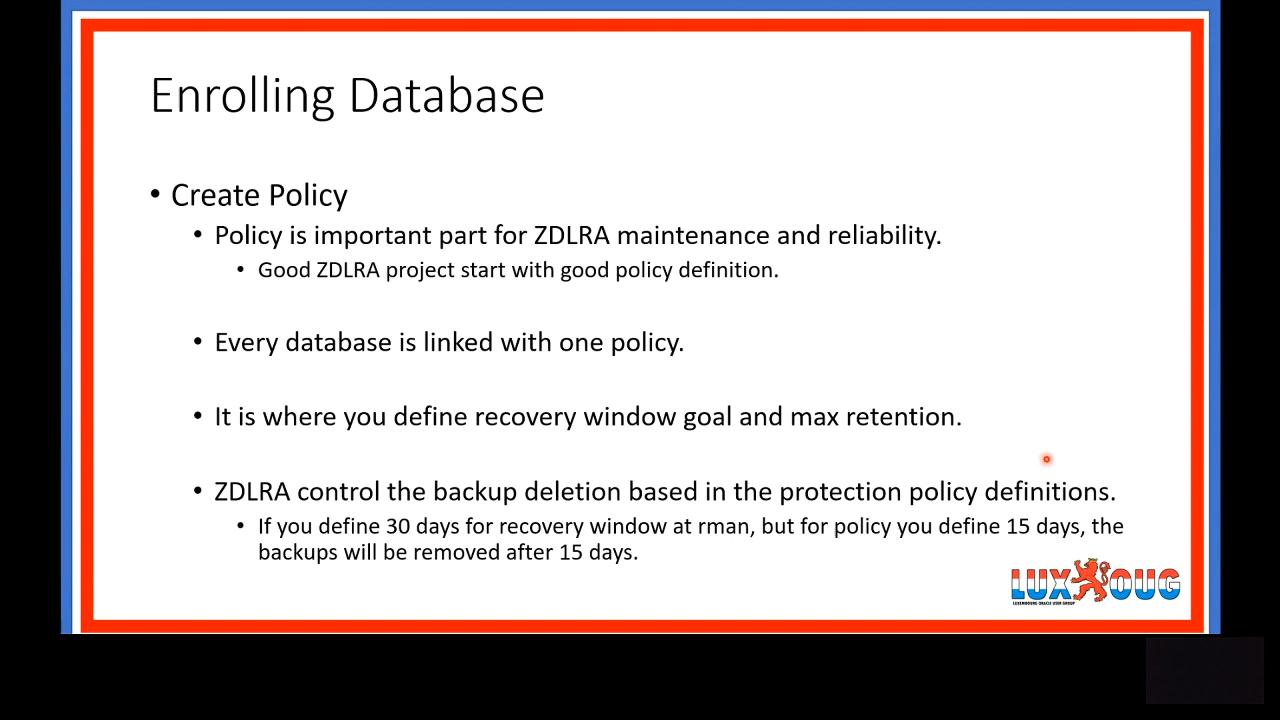 Enrolling Database
• Create Policy
• Policy is important part for ZDLRA maintenance and reliability.
• Good ZDLRA project start with good policy definition.
• Every database is linked with one policy.
• It is where you define recovery window goal and max retention.
• ZDLRA control the backup deletion based in the protection policy definitions.
• If you define 30 days for recovery window at rman, but for policy you define 15 days, the
backups will be removed after 15 days.
LUX OUG
LUXEMBOURG ORACLE USER GROUP